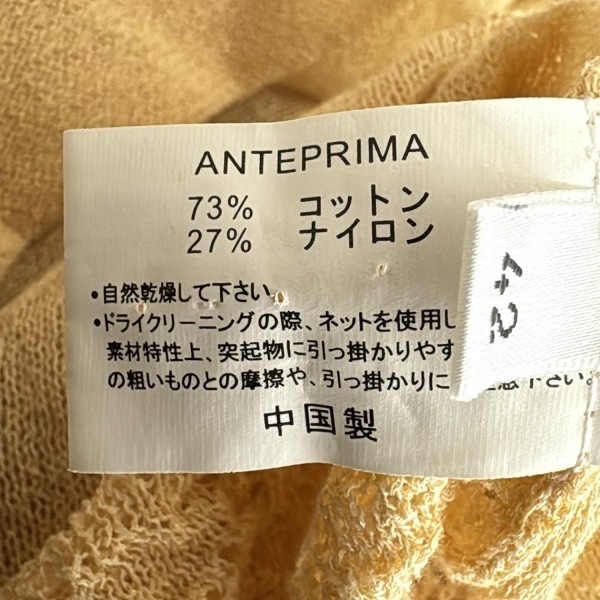 ANTEPRIMA
73% コットン
27% ナイロン
・自然乾燥して下さい。
・ドライクリーニングの際、ネットを使用し
素材特性上、突起物に引っ掛かりやす
の粗いものとの摩擦や、引っ掛かりに 下さい。
中国製
42